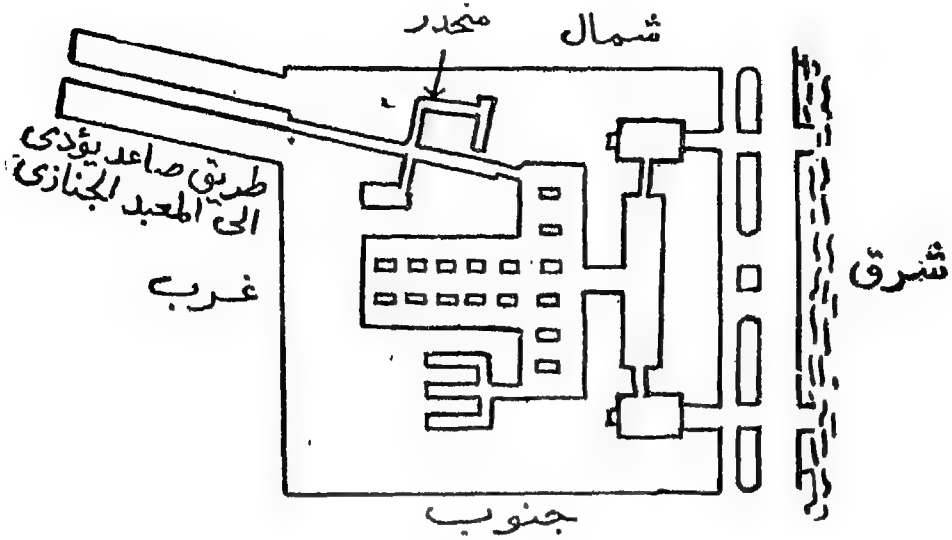 شمال
منحدر
طريق صاعد يؤدى
الى المعبد الجنازى
غرب
شرق
جنوب